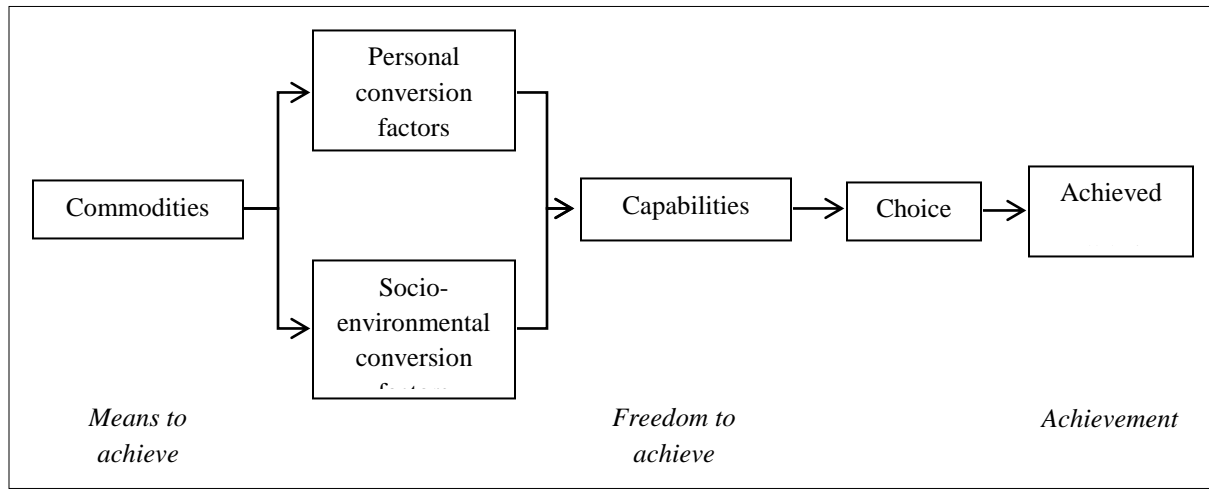 Personal
conversion
factors
Commodities
Capabilities
Choice
Achieved
Socio-
environmental
conversion
Means to
achieve
Freedom to
achieve
Achievement